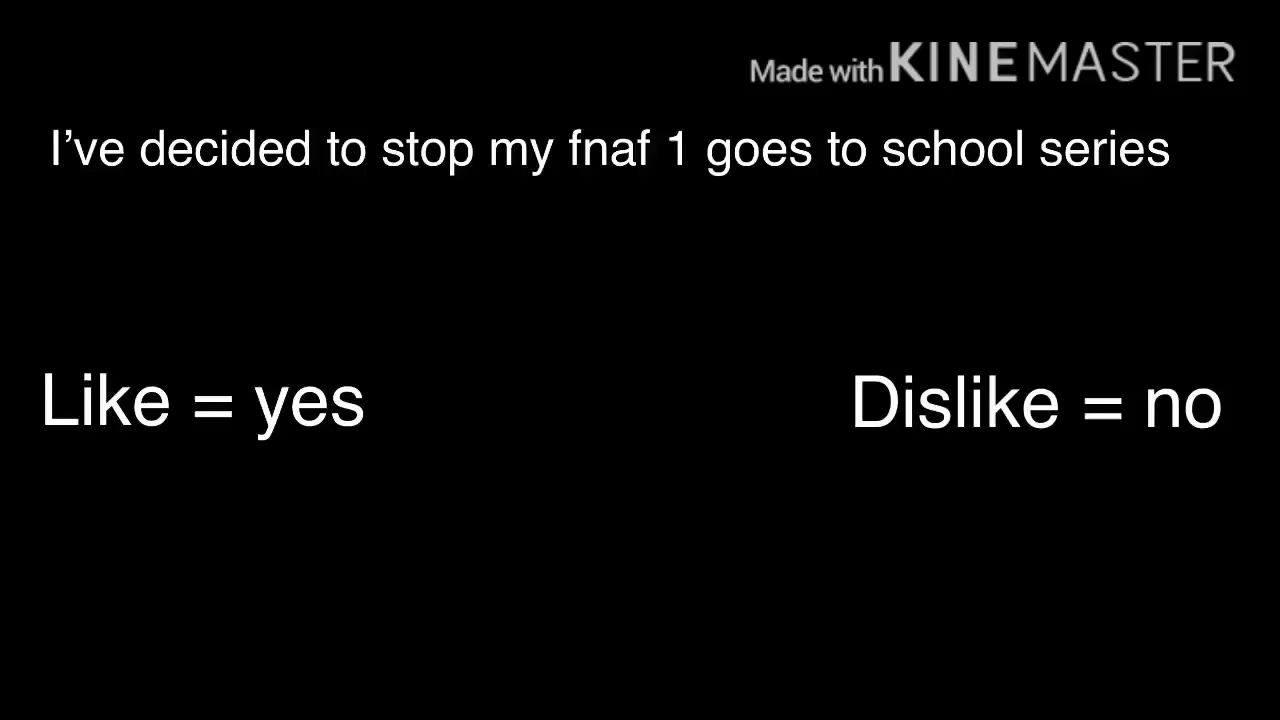 Made with KINEMASTER
I’ve decided to stop my fnaf 1 goes to school series
Like = yes Dislike = no